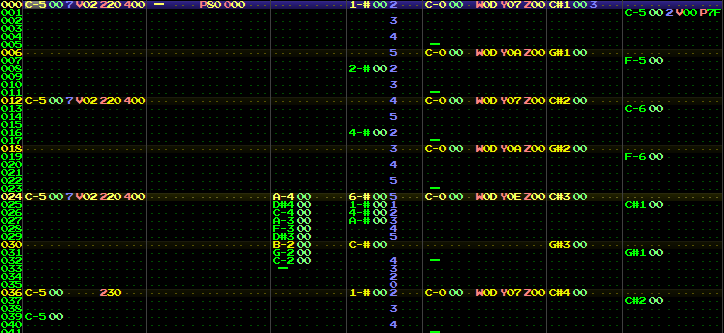 000 C-5 00 7 V02 220 400 — P80 000 1-# 00 2 C-0 00 W0D Y07 Z00 C#1 00 3
001 C-5 00 2 V00 P7F
002 3
003
004 4
005 —
006 5 C-0 00 W0D Y0A Z00 G#1 00
007 F-5 00
008 2-# 00 2
009
010 3
011 —
012 C-5 00 7 V02 220 400 4 C-0 00 W0D Y07 Z00 C#2 00
013 C-6 00
014 5
015
016 4-# 00 2
017 —
018 3 C-0 00 W0D Y0A Z00 G#2 00
019 F-6 00
020 4
021
022 5
023 —
024 C-5 00 7 V02 220 400 A-4 00 6-# 00 5 C-0 00 W0D Y0E Z00 C#3 00
025 D#4 00 1-# 00 1 C#1 00
026 C-4 00 4-# 00 2
027 A-3 00 A-# 00 3
028 F-3 00 4
029 D#3 00 5
030 B-2 00 C-# 00 G#3 00
031 G-2 00 G#1 00
032 C-2 00 4 —
033 — 3
034 2
035 0
036 C-5 00 230 1-# 00 2 C-0 00 W0D Y07 Z00 C#4 00
037 C#2 00
038 3
039 C-5 00
040 4
041 —